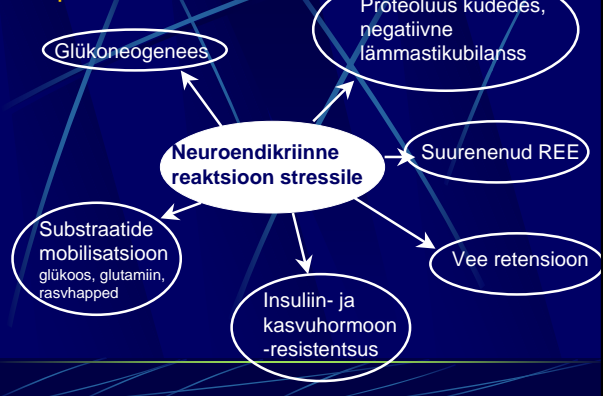 Proteolüüs kudedes,
negatiivne
lämmastikubilanss
Glükoneogenees
Neuroendikriinne
reaktsioon stressile
Suurenenud REE
Substraatide
mobilisatsioon
glükoos, glutamiin,
rasvhapped
Vee retensioon
Insuliin- ja
kasvuhormoon
-resistentsus